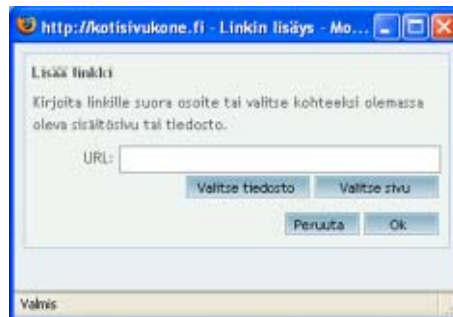 http://kotisivukone.fi - Linkin lisäys - Mo...
Lisää linkki
Kirjoita linkille suora osoite tai valitse kohteeksi olemassa
oleva sisältösivu tai tiedosto.
URL:
Valitse tiedosto Valitse sivu
Peruuta Ok
Valmis